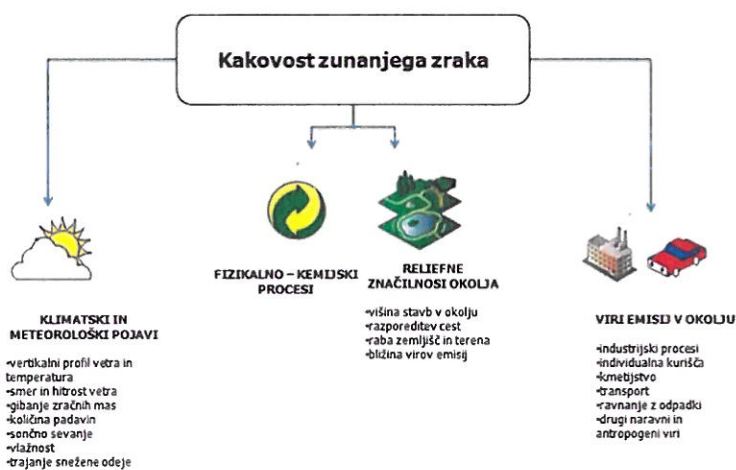 Kakovost zunanjega zraka
KLIMATSKI IN
METEOROLOŠKI POJAVI
-vertikalni profil vetra in
temperatura
-smer in hitrost vetra
-gibanje zračnih mas
-količina padavin
-sončno sevanje
-vlažnost
-trajanje snežene odeje
FIZIKALNO – KEMIJSKI
PROCESI
RELIEFNE
ZNAČILNOSTI OKOLJA
-višina stavb v okolju
-razporeditev cest
-raba zemljišč in terena
-bližina virov emisij
VIRI EMISIJ V OKOLJU
-industrijski procesi
-individualna kurišča
-kmetijstvo
-transport
-ravnanje z odpadki
-drugi naravni in
antropogeni viri